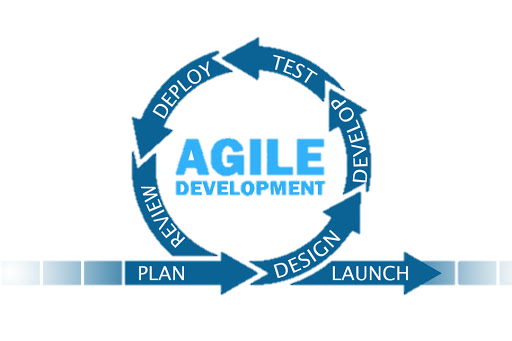 AGILE
DEVELOPMENT
PLAN
DESIGN
DEVELOP
TEST
DEPLOY
REVIEW
LAUNCH